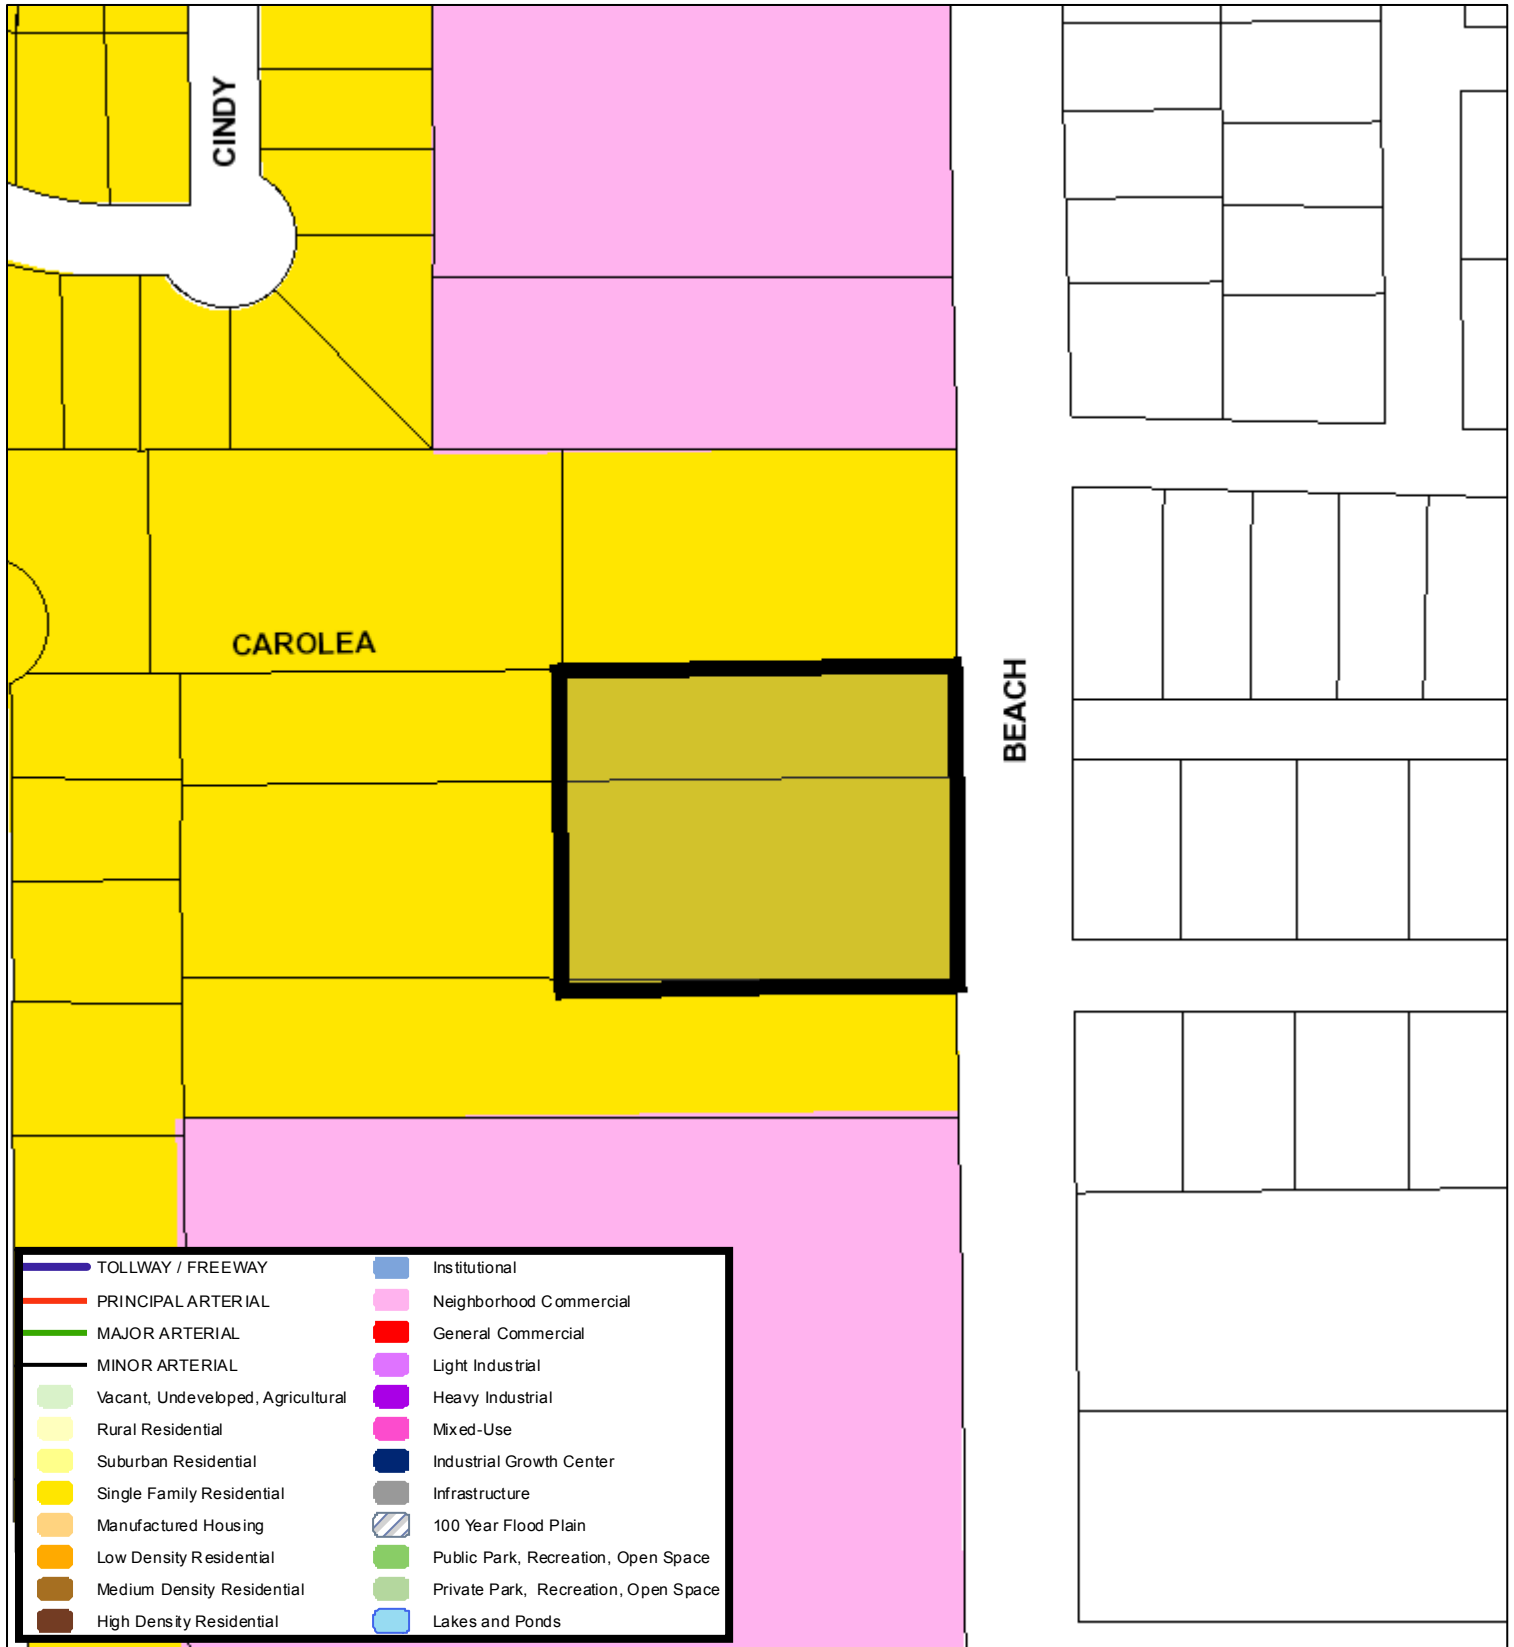 CINDY
CAROLEA
BEACH
TOLLWAY / FREEWAY
PRINCIPAL ARTERIAL
MAJOR ARTERIAL
MINOR ARTERIAL
Vacant, Undeveloped, Agricultural
Rural Residential
Suburban Residential
Single Family Residential
Manufactured Housing
Low Density Residential
Medium Density Residential
High Density Residential
Institutional
Neighborhood Commercial
General Commercial
Light Industrial
Heavy Industrial
Mixed-Use
Industrial Growth Center
Infrastructure
100 Year Flood Plain
Public Park, Recreation, Open Space
Private Park, Recreation, Open Space
Lakes and Ponds